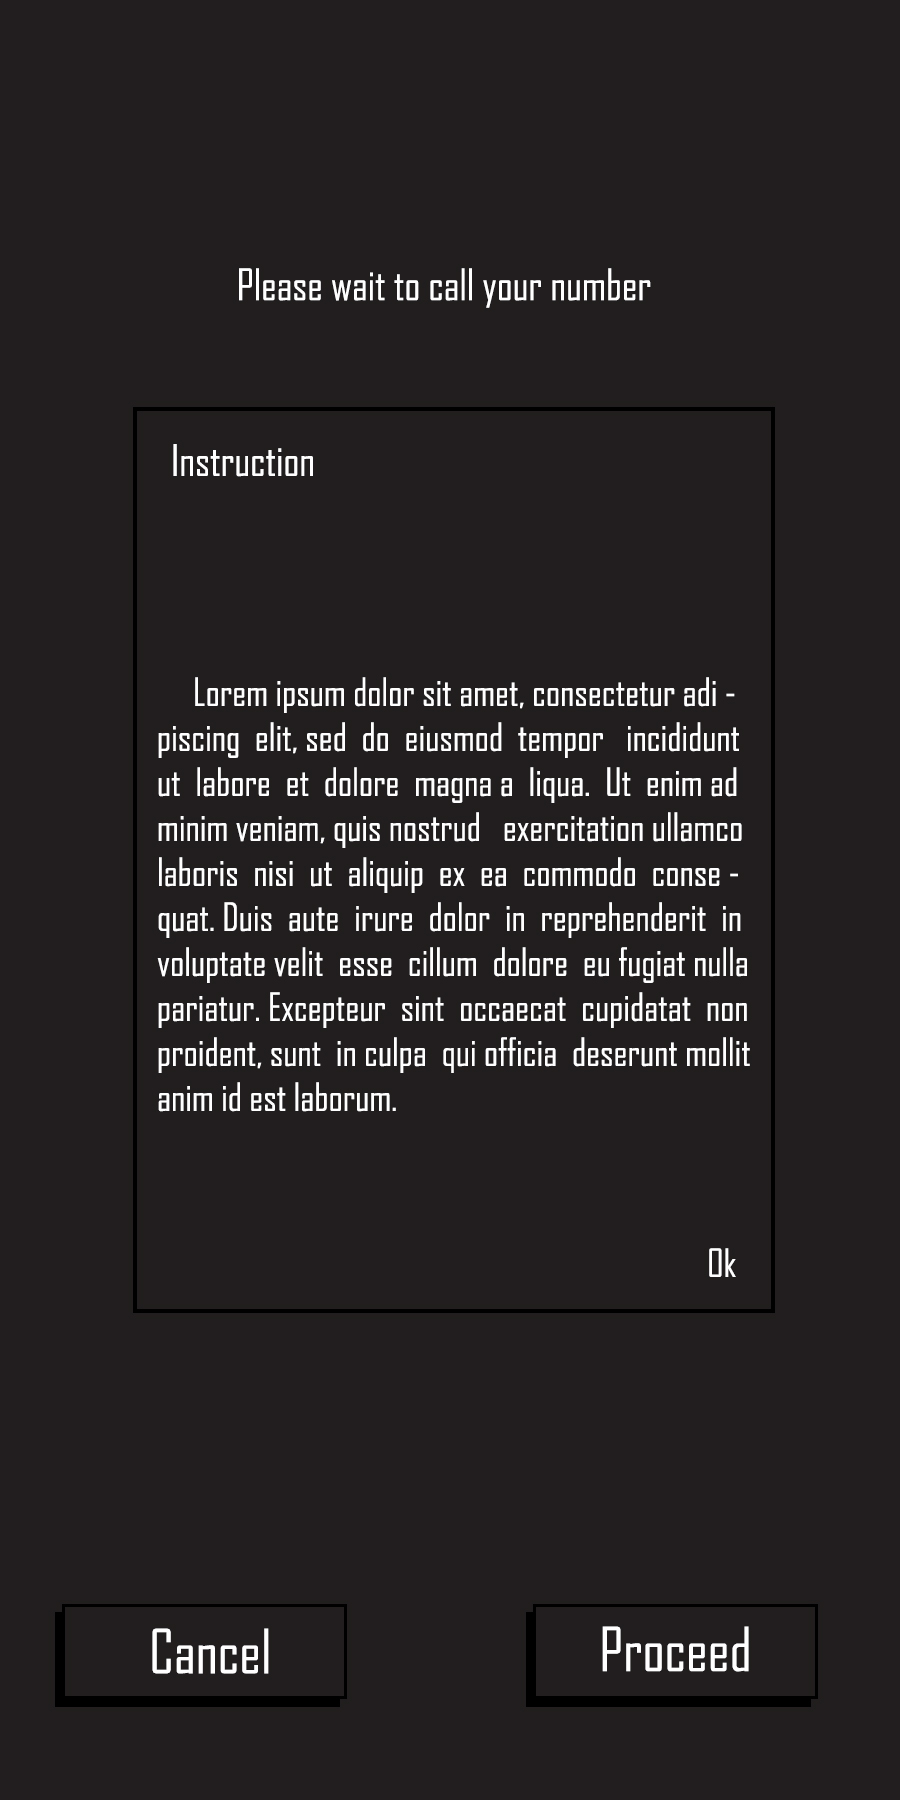 Please wait to call your number
Instruction
Lorem ipsum dolor sit amet, consectetur adi -
piscing elit, sed do eiusmod tempor incididunt
ut labore et dolore magna a liqua. Ut enim ad
minim veniam, quis nostrud exercitation ullamco
laboris nisi ut aliquip ex ea commodo conse -
quat. Duis aute irure dolor in reprehenderit in
voluptate velit esse cillum dolore eu fugiat nulla
pariatur. Excepteur sint occaecat cupidatat non
proident, sunt in culpa qui officia deserunt mollit
anim id est laborum.
Ok
Cancel
Proceed